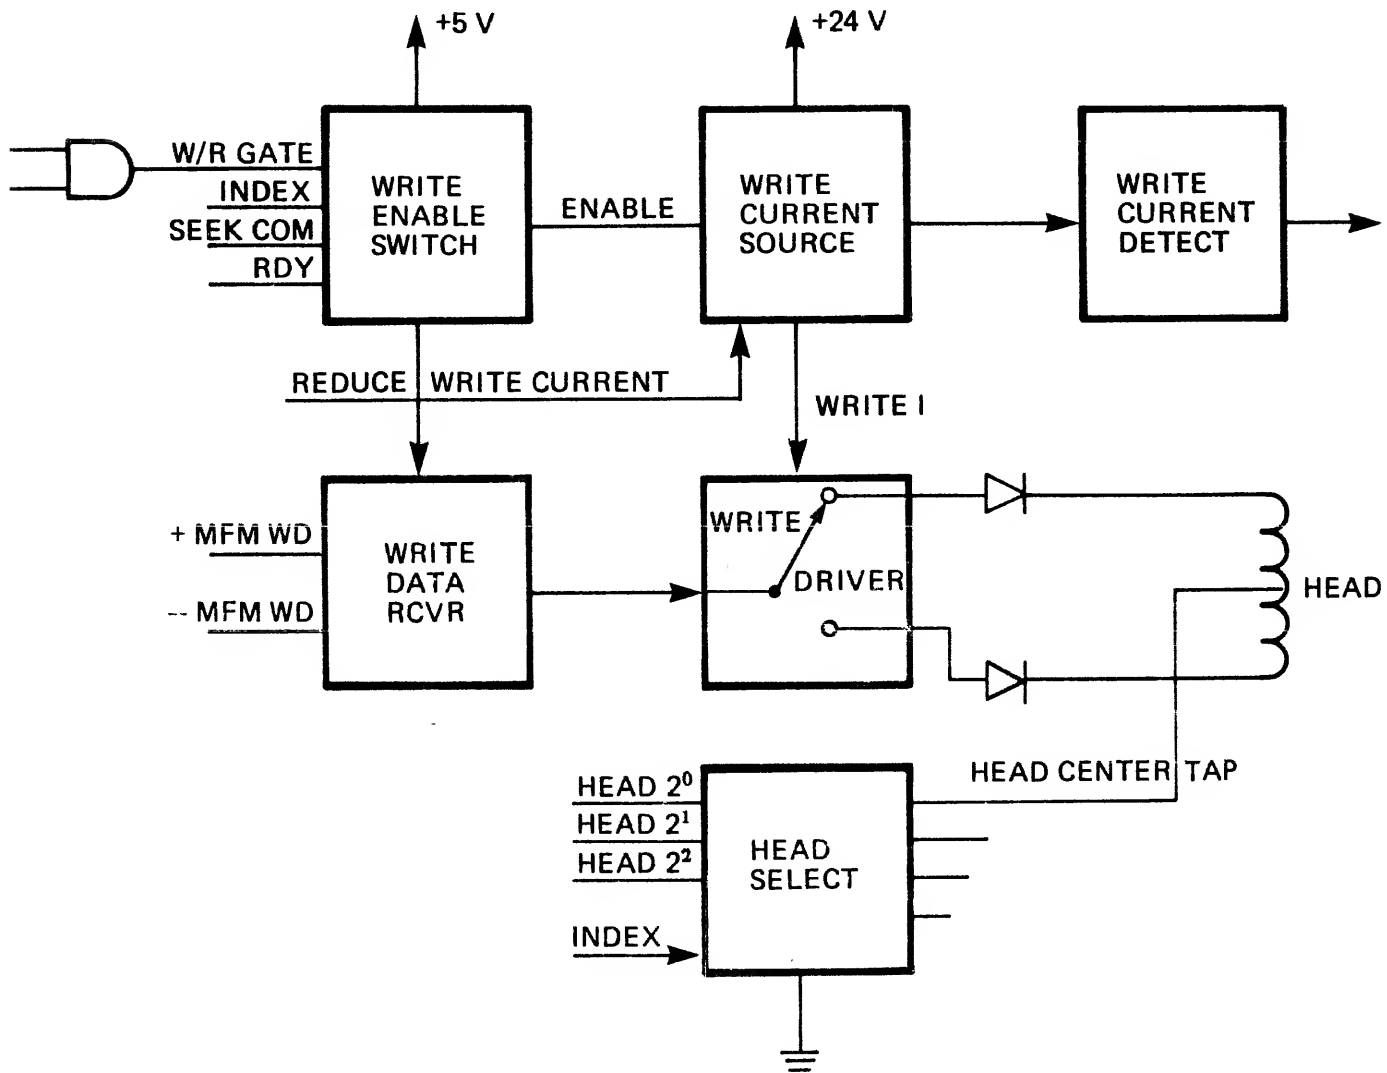 +5 V
+24 V
W/R GATE
INDEX
SEEK COM
RDY
WRITE
ENABLE
SWITCH
ENABLE
WRITE
CURRENT
SOURCE
WRITE
CURRENT
DETECT
REDUCE WRITE CURRENT
WRITE I
+ MFM WD
-- MFM WD
WRITE
DATA
RCVR
WRITE
DRIVER
HEAD
HEAD CENTER TAP
HEAD 2⁰
HEAD 2¹
HEAD 2²
INDEX
HEAD
SELECT